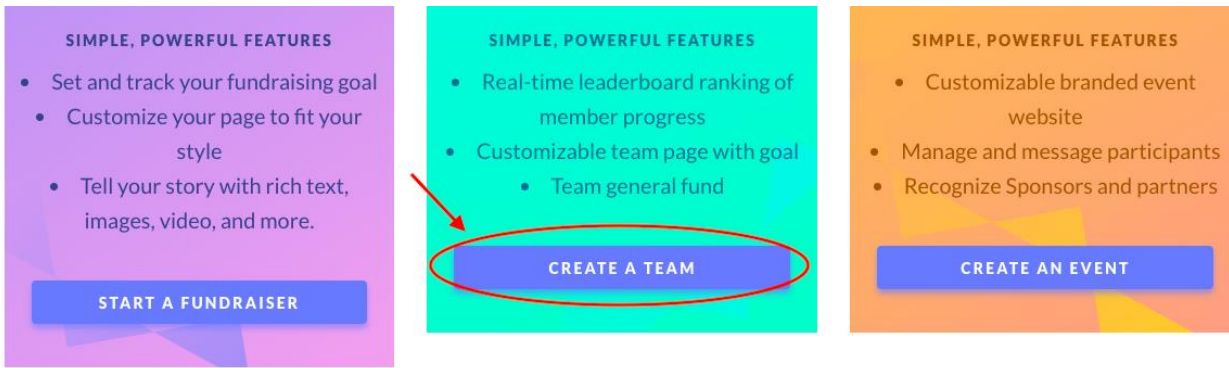 SIMPLE, POWERFUL FEATURES
• Set and track your fundraising goal
• Customize your page to fit your
style
• Tell your story with rich text,
images, video, and more.
START A FUNDRAISER
SIMPLE, POWERFUL FEATURES
• Real-time leaderboard ranking of
member progress
• Customizable team page with goal
• Team general fund
CREATE A TEAM
SIMPLE, POWERFUL FEATURES
• Customizable branded event
website
• Manage and message participants
• Recognize Sponsors and partners
CREATE AN EVENT